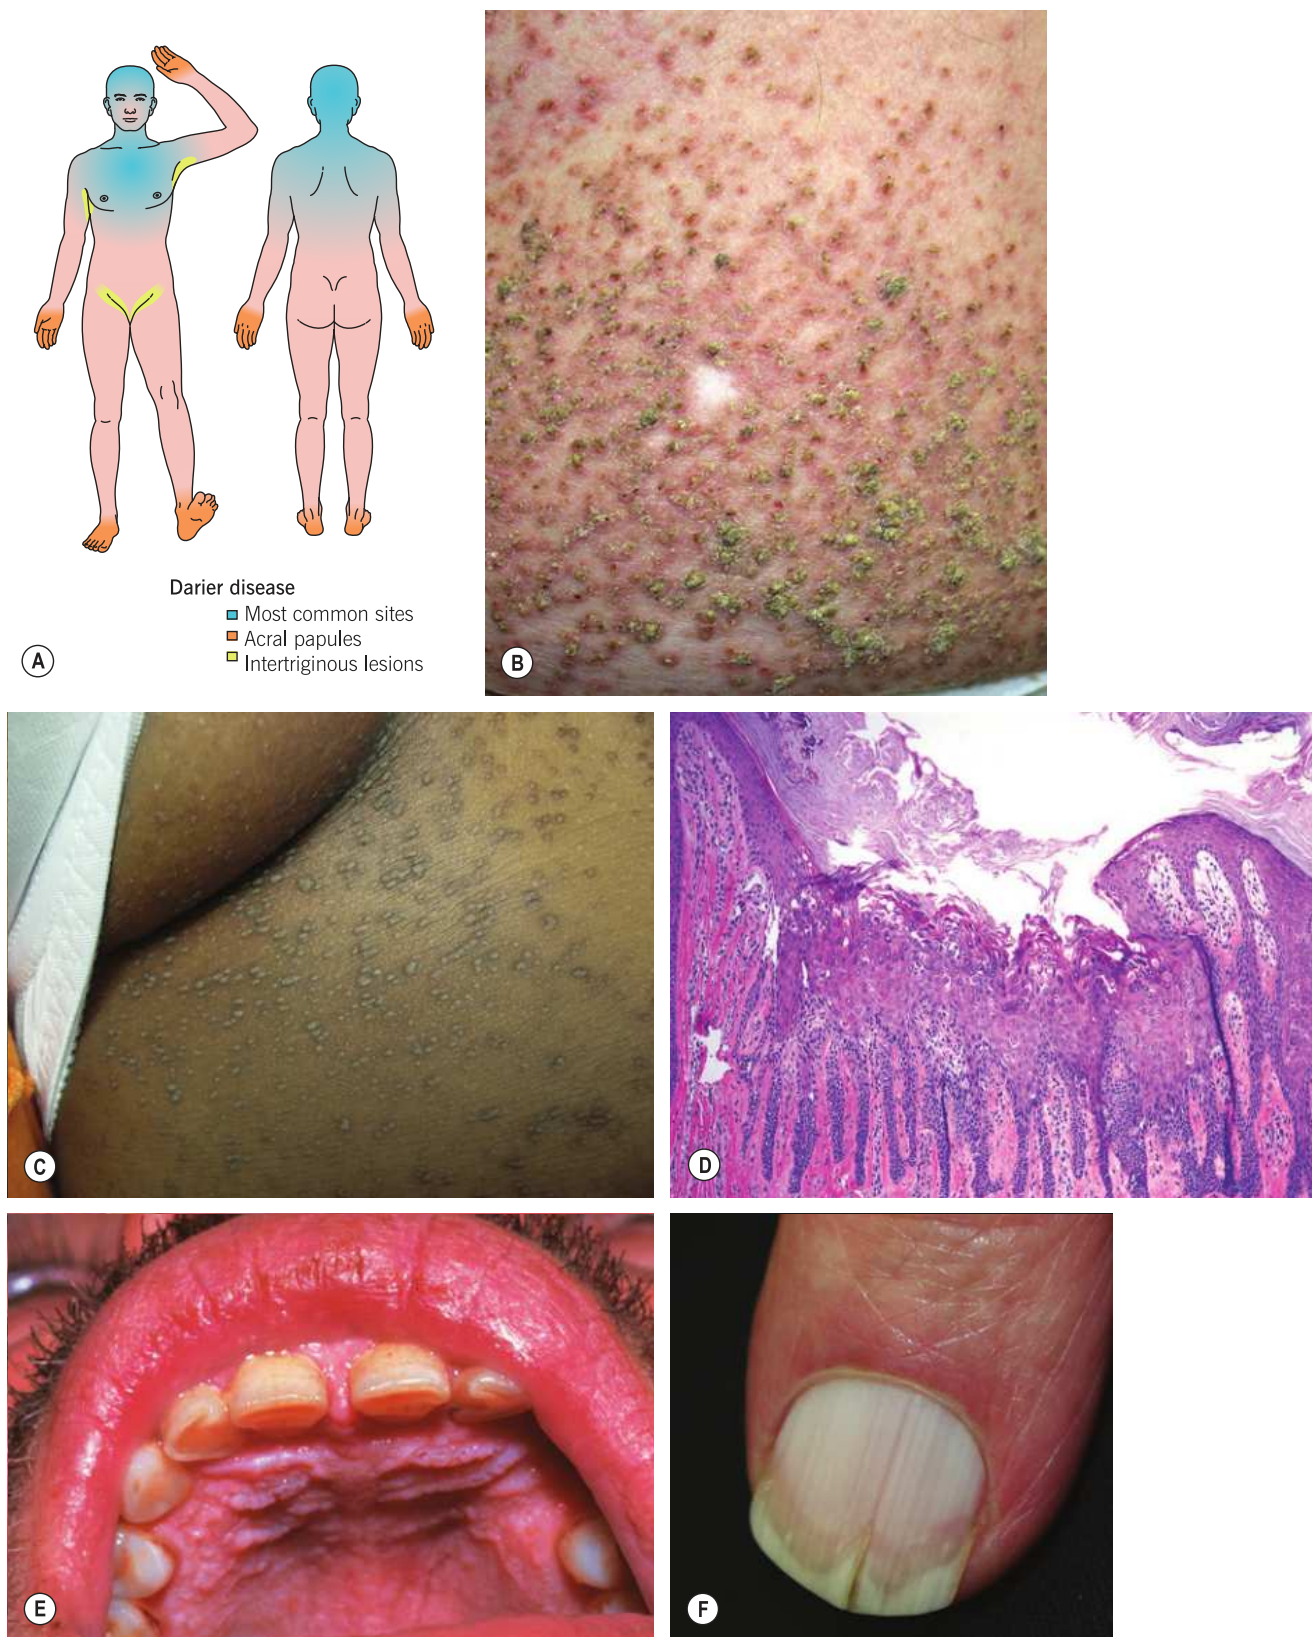 Darier disease
Most common sites
Acral papules
Intertriginous lesions
A
B
C
D
E
F